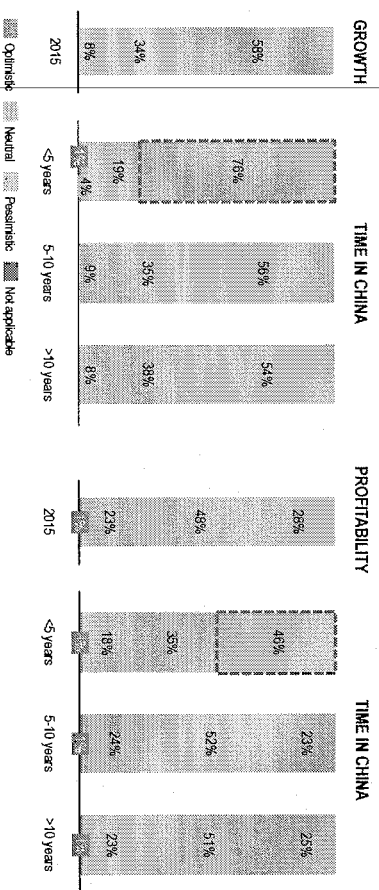 GROWTH
TIME IN CHINA
58%
34%
8%
76%
19%
4%
56%
35%
9%
54%
38%
8%
2015
<5 years
5-10 years
>10 years
PROFITABILITY
TIME IN CHINA
28%
48%
23%
46%
35%
18%
23%
52%
24%
25%
51%
23%
2015
<5 years
5-10 years
>10 years
Optimistic
Neutral
Pessimistic
Not applicable